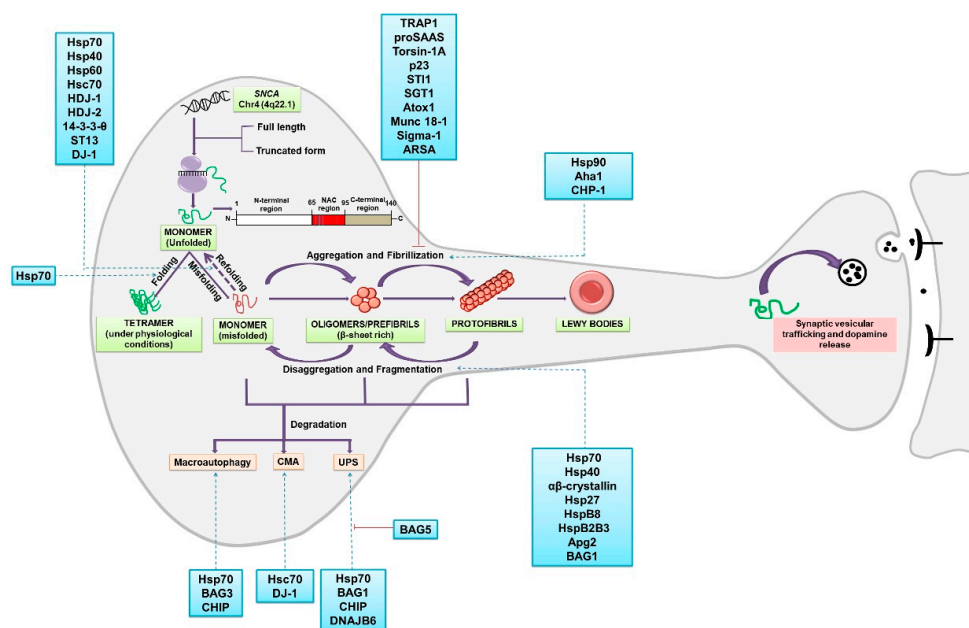 TRAP1
proSAAS
Torsin-1A
p23
STI1
SGT1
Atox1
Munc 18-1
Sigma-1
ARSA
Hsp70
Hsp40
Hsp60
Hsc70
HDJ-1
HDJ-2
14-3-3-θ
ST13
DJ-1
SNCA
Chr4 (4q22.1)
Full length
Truncated form
Hsp90
Aha1
CHP-1
1
N-terminal
region
65
NAC
region
95
C-terminal
region
140
N
C
MONOMER
(Unfolded)
Hsp70
Folding
Misfolding
Refolding
Aggregation and Fibrillization
TETRAMER
(under physiological
conditions)
MONOMER
(misfolded)
OLIGOMERS/PREFIBRILS
(β-sheet rich)
PROTOFIBRILS
LEWY BODIES
Synaptic vesicular
trafficking and dopamine
release
Disaggregation and Fragmentation
Degradation
Macroautophagy
CMA
UPS
BAG5
Hsp70
Hsp40
αβ-crystallin
Hsp27
HspB8
HspB2B3
Apg2
BAG1
Hsp70
BAG3
CHIP
Hsc70
DJ-1
Hsp70
BAG1
CHIP
DNAJB6